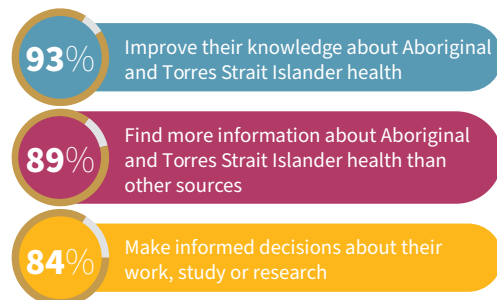 93%
Improve their knowledge about Aboriginal
and Torres Strait Islander health
89%
Find more information about Aboriginal
and Torres Strait Islander health than
other sources
84%
Make informed decisions about their
work, study or research